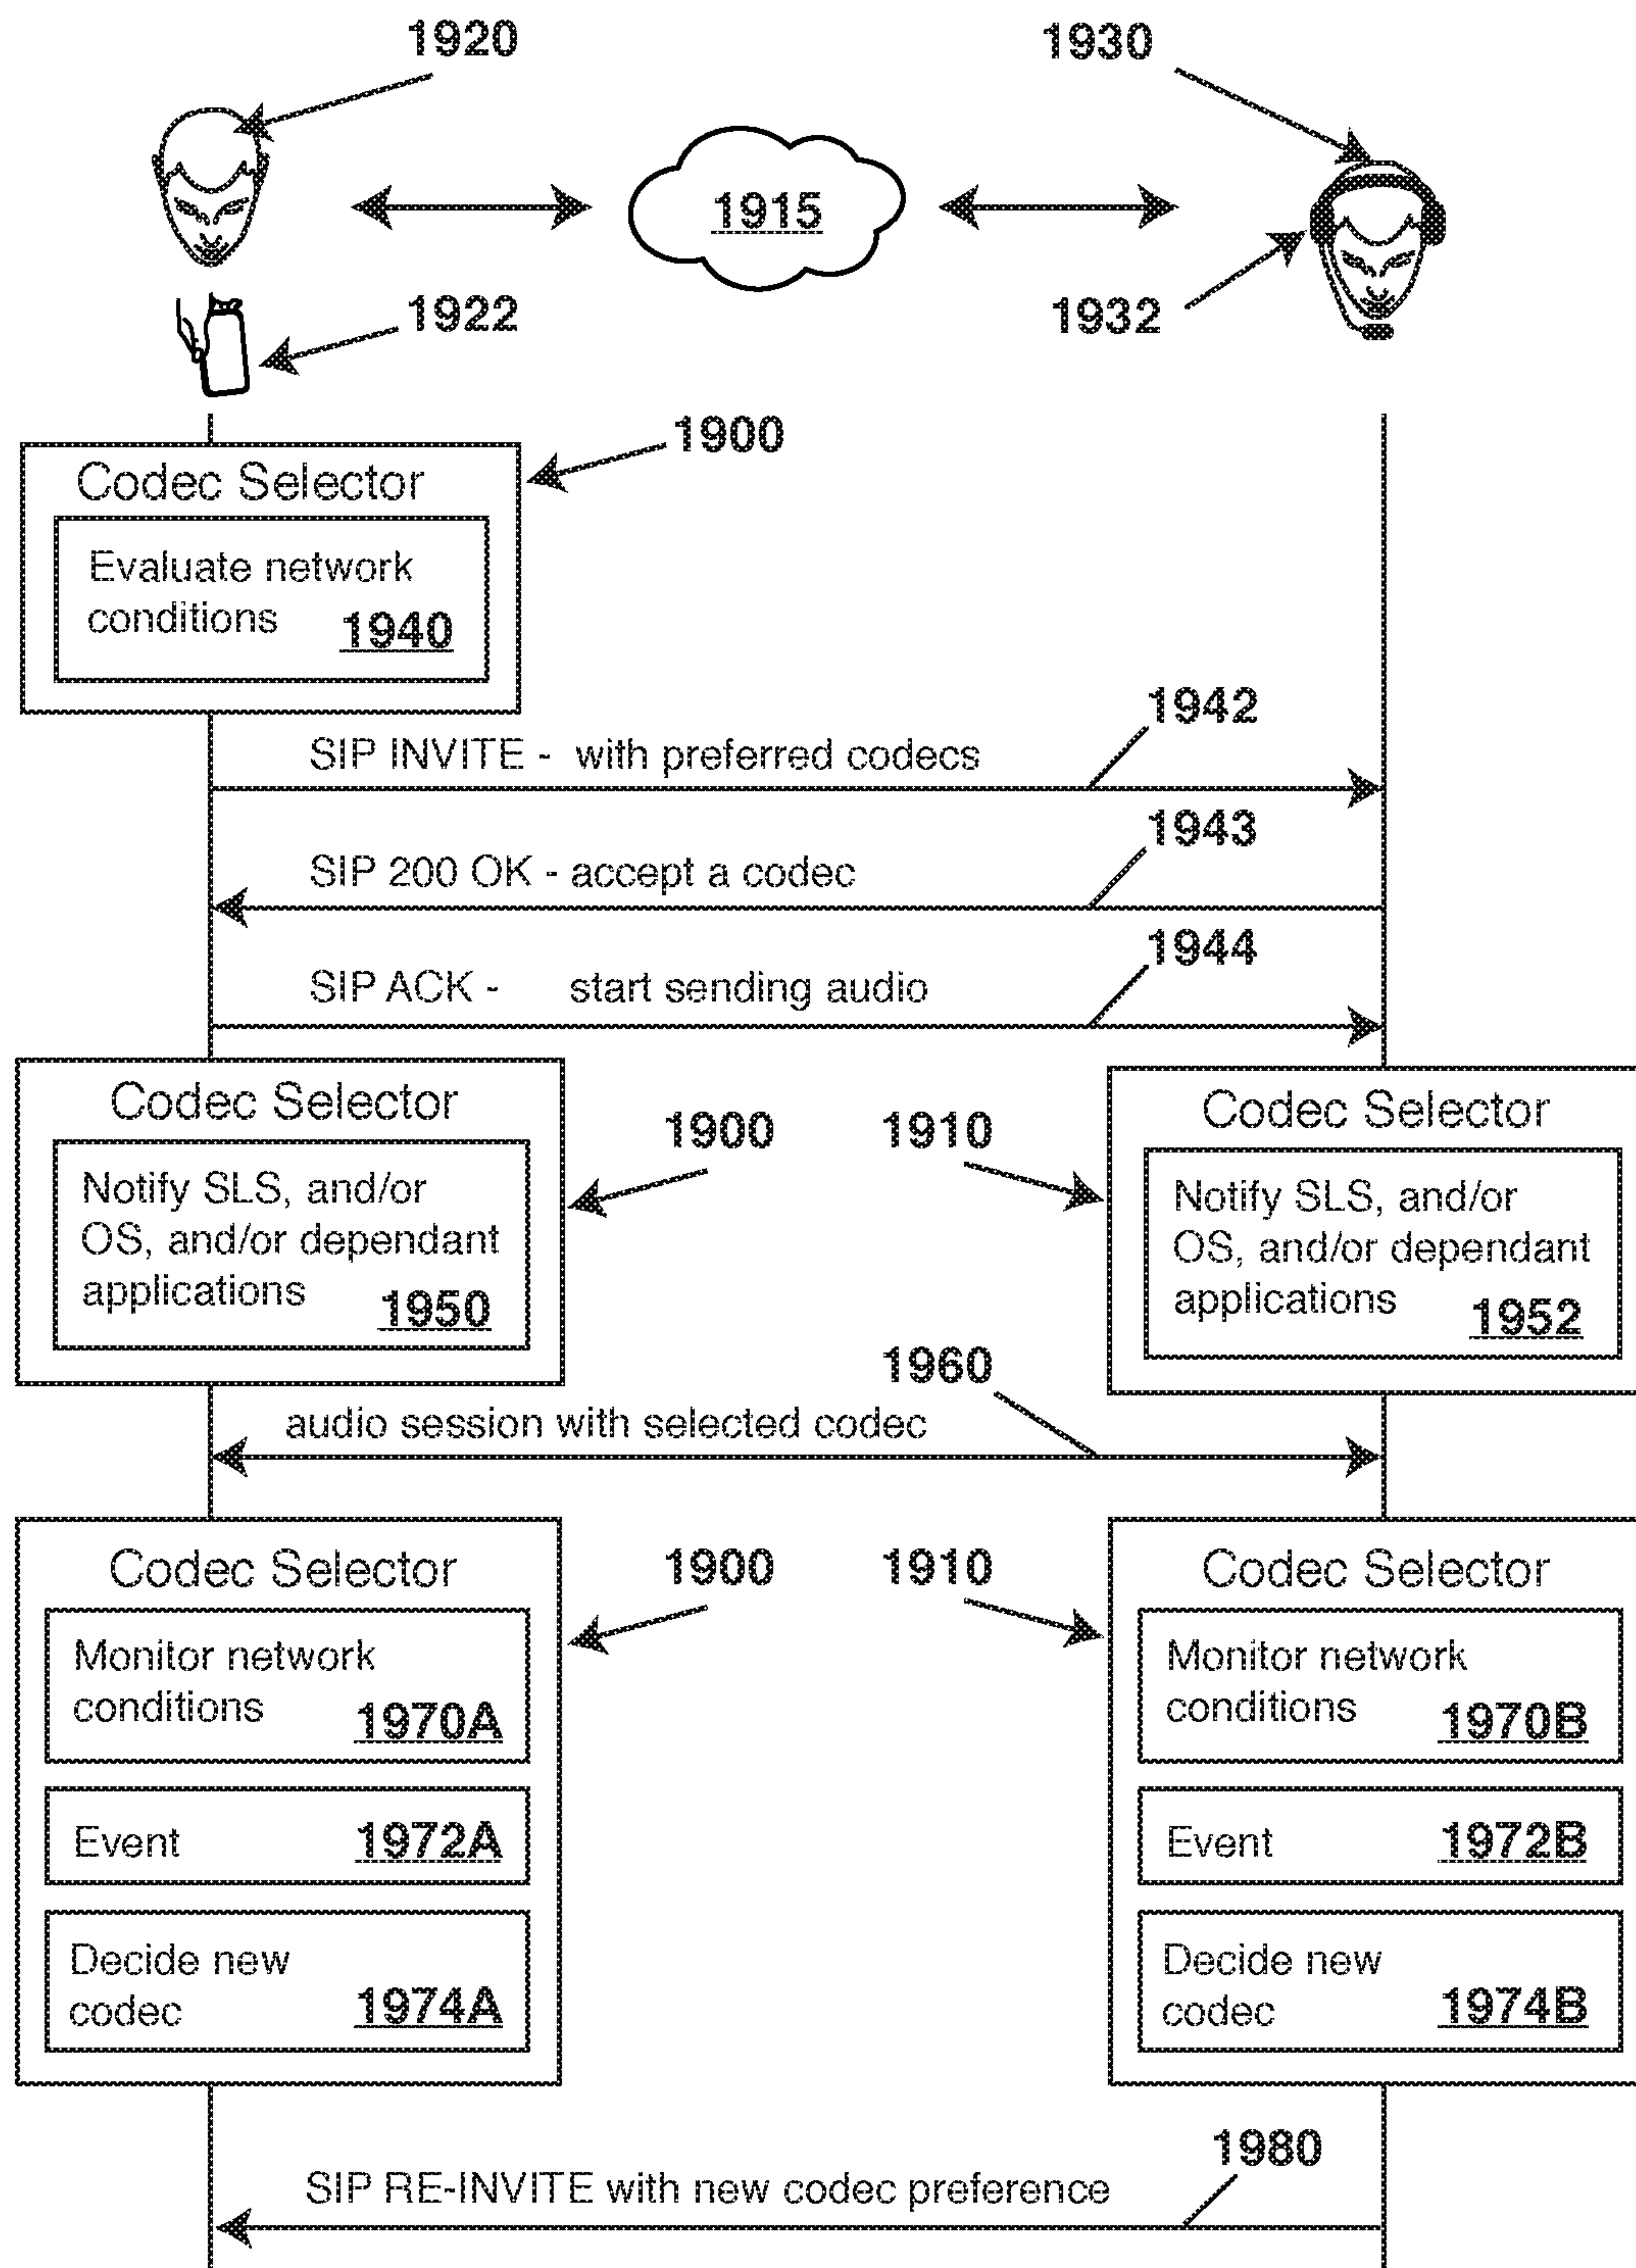 1920
1930
1915
1922
1932
1900
Codec Selector
Evaluate network
conditions 1940
1942
SIP INVITE - with preferred codecs
1943
SIP 200 OK - accept a codec
1944
SIP ACK - start sending audio
Codec Selector
Notify SLS, and/or
OS, and/or dependant
applications 1950
1900
1910
Codec Selector
Notify SLS, and/or
OS, and/or dependant
applications 1952
1960
audio session with selected codec
Codec Selector
Monitor network
conditions 1970A
Event 1972A
Decide new
codec 1974A
1900
1910
Codec Selector
Monitor network
conditions 1970B
Event 1972B
Decide new
codec 1974B
1980
SIP RE-INVITE with new codec preference